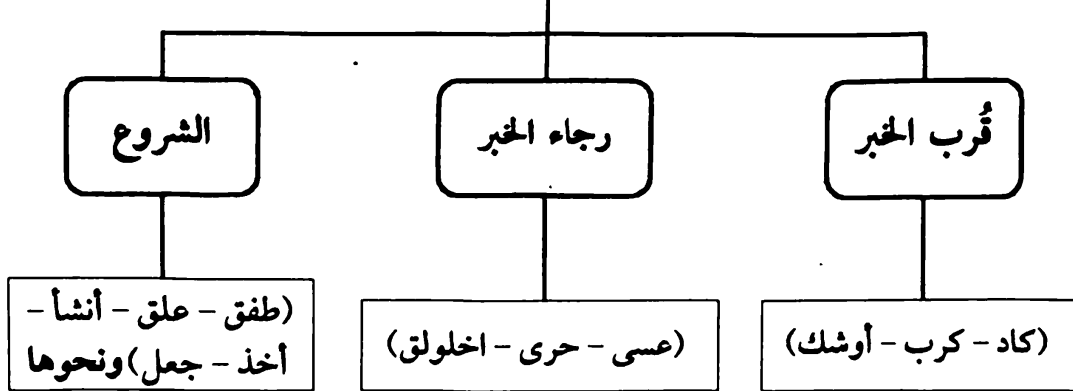 قُرب الخبر
رجاء الخبر
الشروع
(كاد - كرب - أوشك)
(عسى - حرى - اخلولق)
(طفق - علق - أنشأ -
أخذ - جعل) ونحوها